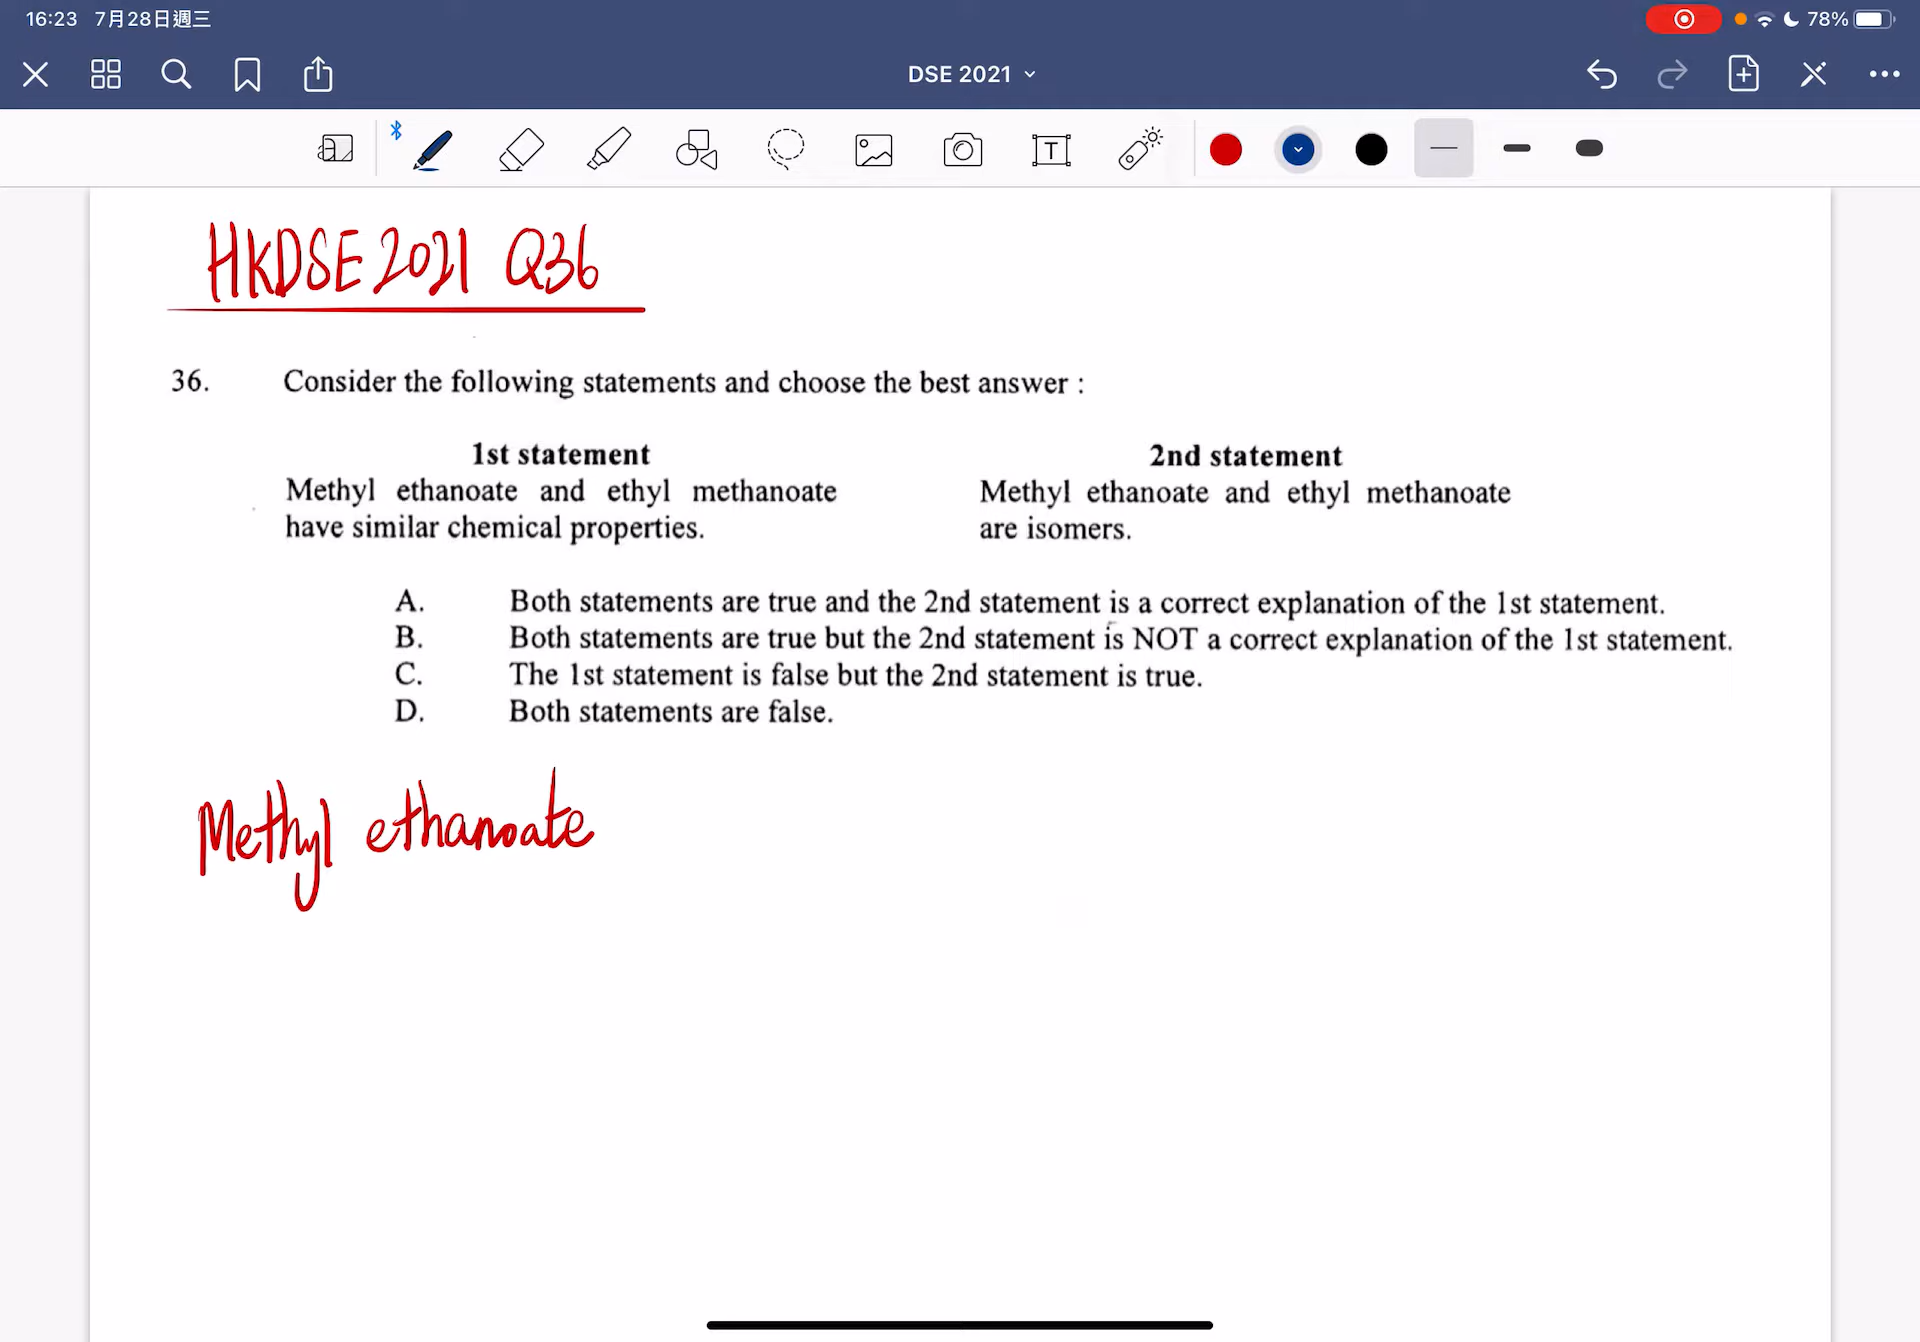 16:23 7月28日週三
78%
DSE 2021
T
HKDSE 2021 Q36
36. Consider the following statements and choose the best answer :
1st statement
Methyl ethanoate and ethyl methanoate
have similar chemical properties.
2nd statement
Methyl ethanoate and ethyl methanoate
are isomers.
A. Both statements are true and the 2nd statement is a correct explanation of the 1st statement.
B. Both statements are true but the 2nd statement is NOT a correct explanation of the 1st statement.
C. The 1st statement is false but the 2nd statement is true.
D. Both statements are false.
Methyl ethanoate